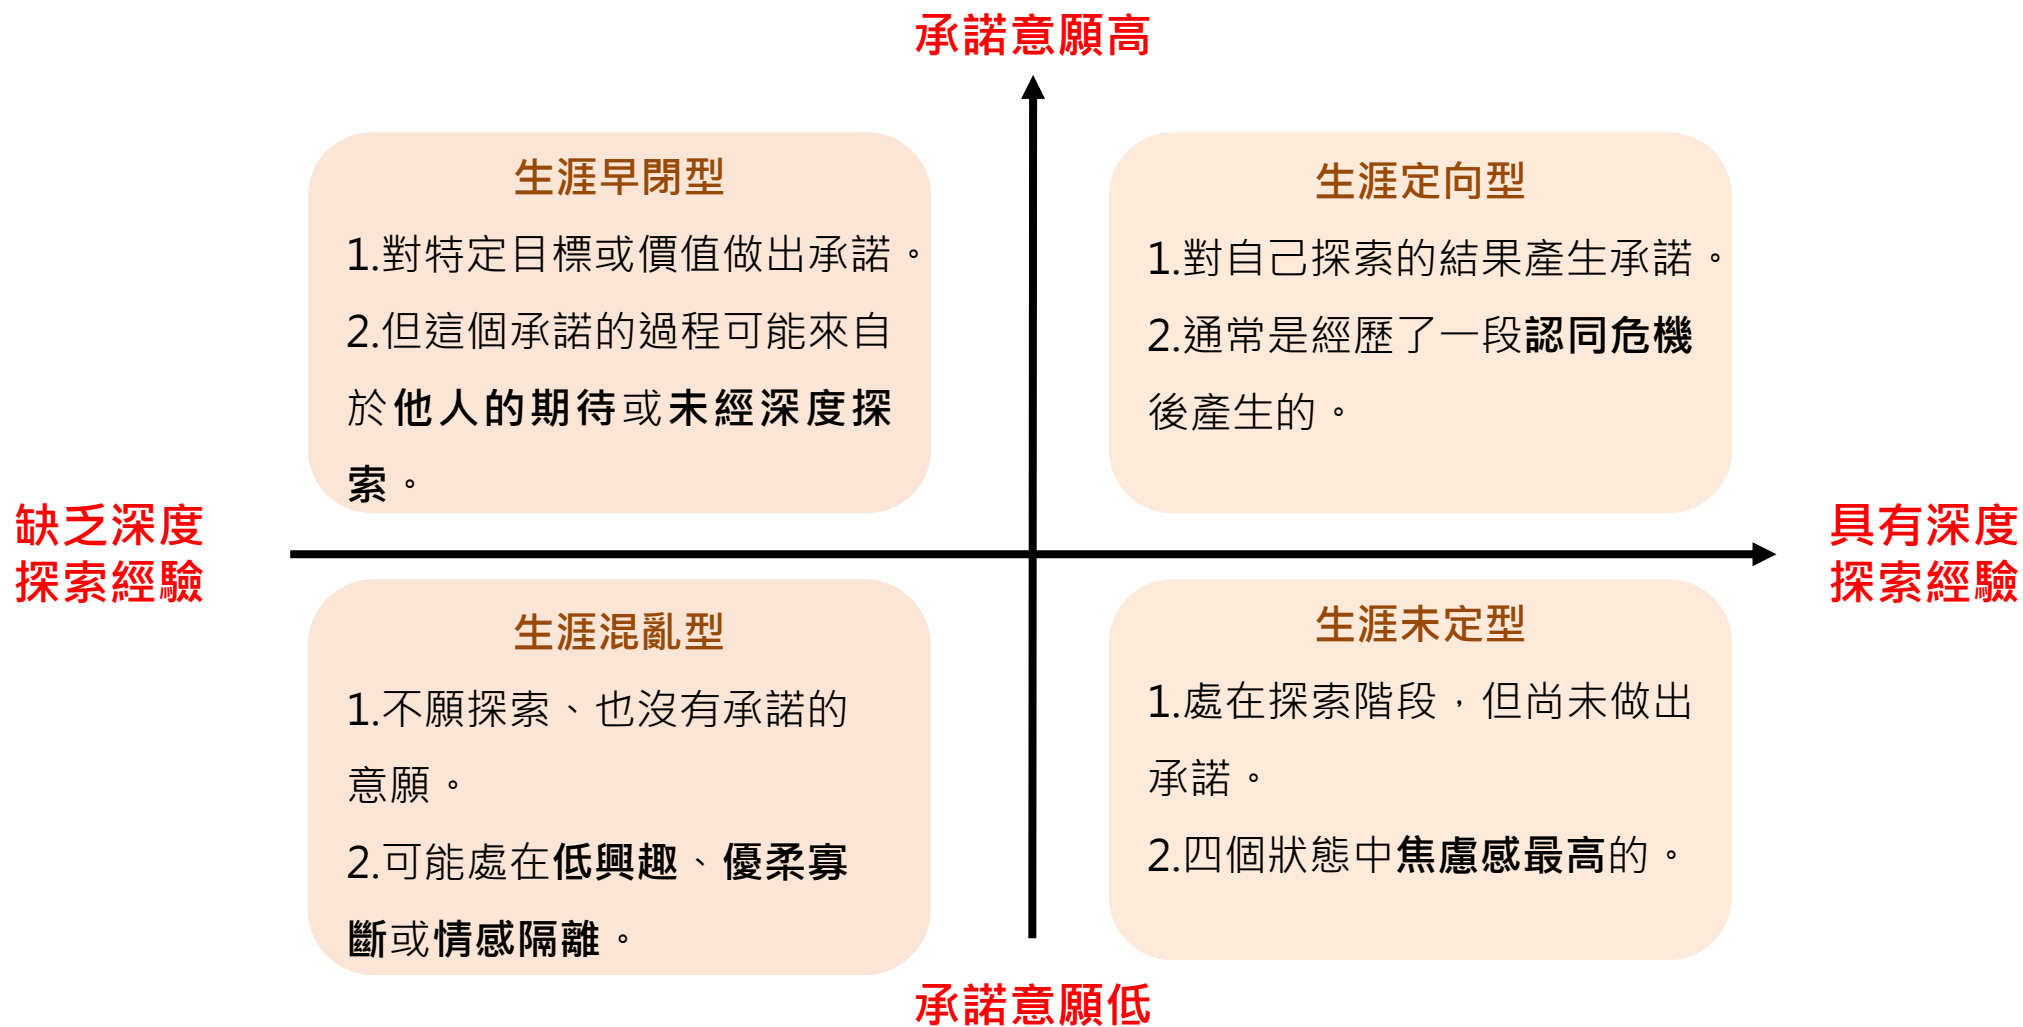 承諾意願高
生涯早閉型
1.對特定目標或價值做出承諾。
2.但這個承諾的過程可能來自
於他人的期待或未經深度探
索。
生涯定向型
1.對自己探索的結果產生承諾。
2.通常是經歷了一段認同危機
後產生的。
缺乏深度
探索經驗
具有深度
探索經驗
生涯混亂型
1.不願探索、也沒有承諾的
意願。
2.可能處在低興趣、優柔寡
斷或情感隔離。
生涯未定型
1.處在探索階段，但尚未做出
承諾。
2.四個狀態中焦慮感最高的。
承諾意願低